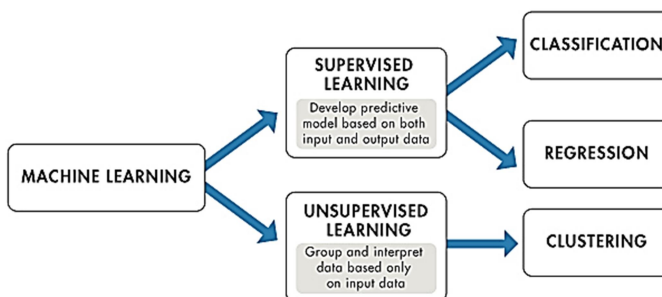 MACHINE LEARNING
SUPERVISED
LEARNING
Develop predictive
model based on both
input and output data
UNSUPERVISED
LEARNING
Group and interpret
data based only
on input data
CLASSIFICATION
REGRESSION
CLUSTERING